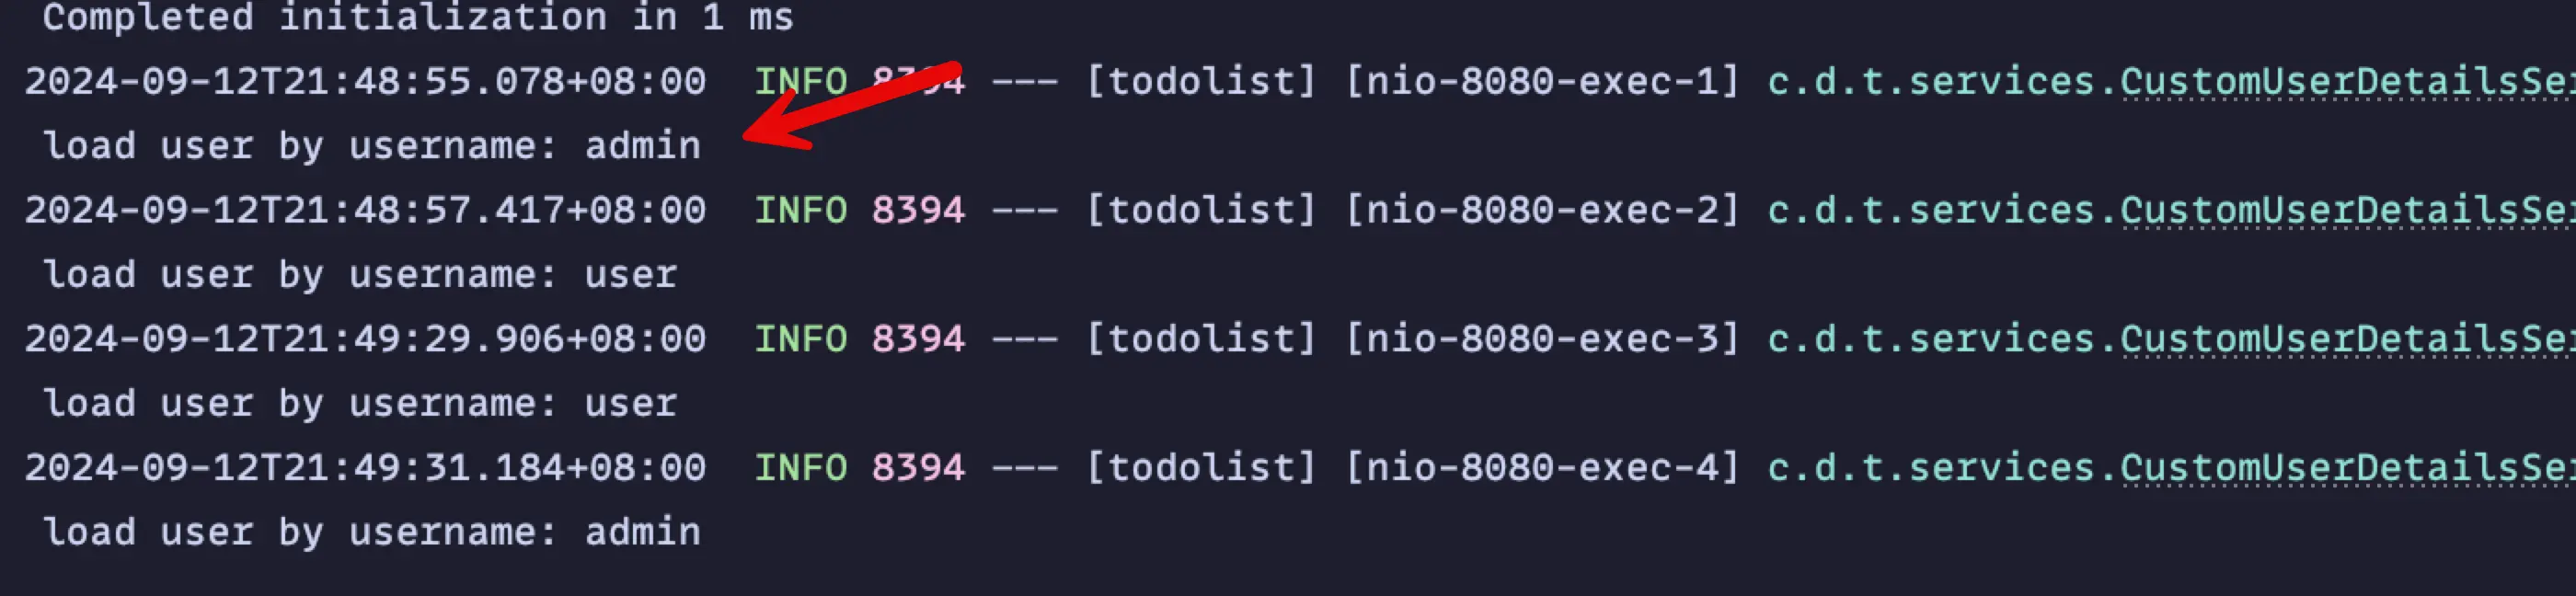 Completed initialization in 1 ms
2024-09-12T21:48:55.078+08:00 INFO 8394 --- [todolist] [nio-8080-exec-1] c.d.t.services.CustomUserDetailsSe
load user by username: admin
2024-09-12T21:48:57.417+08:00 INFO 8394 --- [todolist] [nio-8080-exec-2] c.d.t.services.CustomUserDetailsSe
load user by username: user
2024-09-12T21:49:29.906+08:00 INFO 8394 --- [todolist] [nio-8080-exec-3] c.d.t.services.CustomUserDetailsSe
load user by username: user
2024-09-12T21:49:31.184+08:00 INFO 8394 --- [todolist] [nio-8080-exec-4] c.d.t.services.CustomUserDetailsSe
load user by username: admin